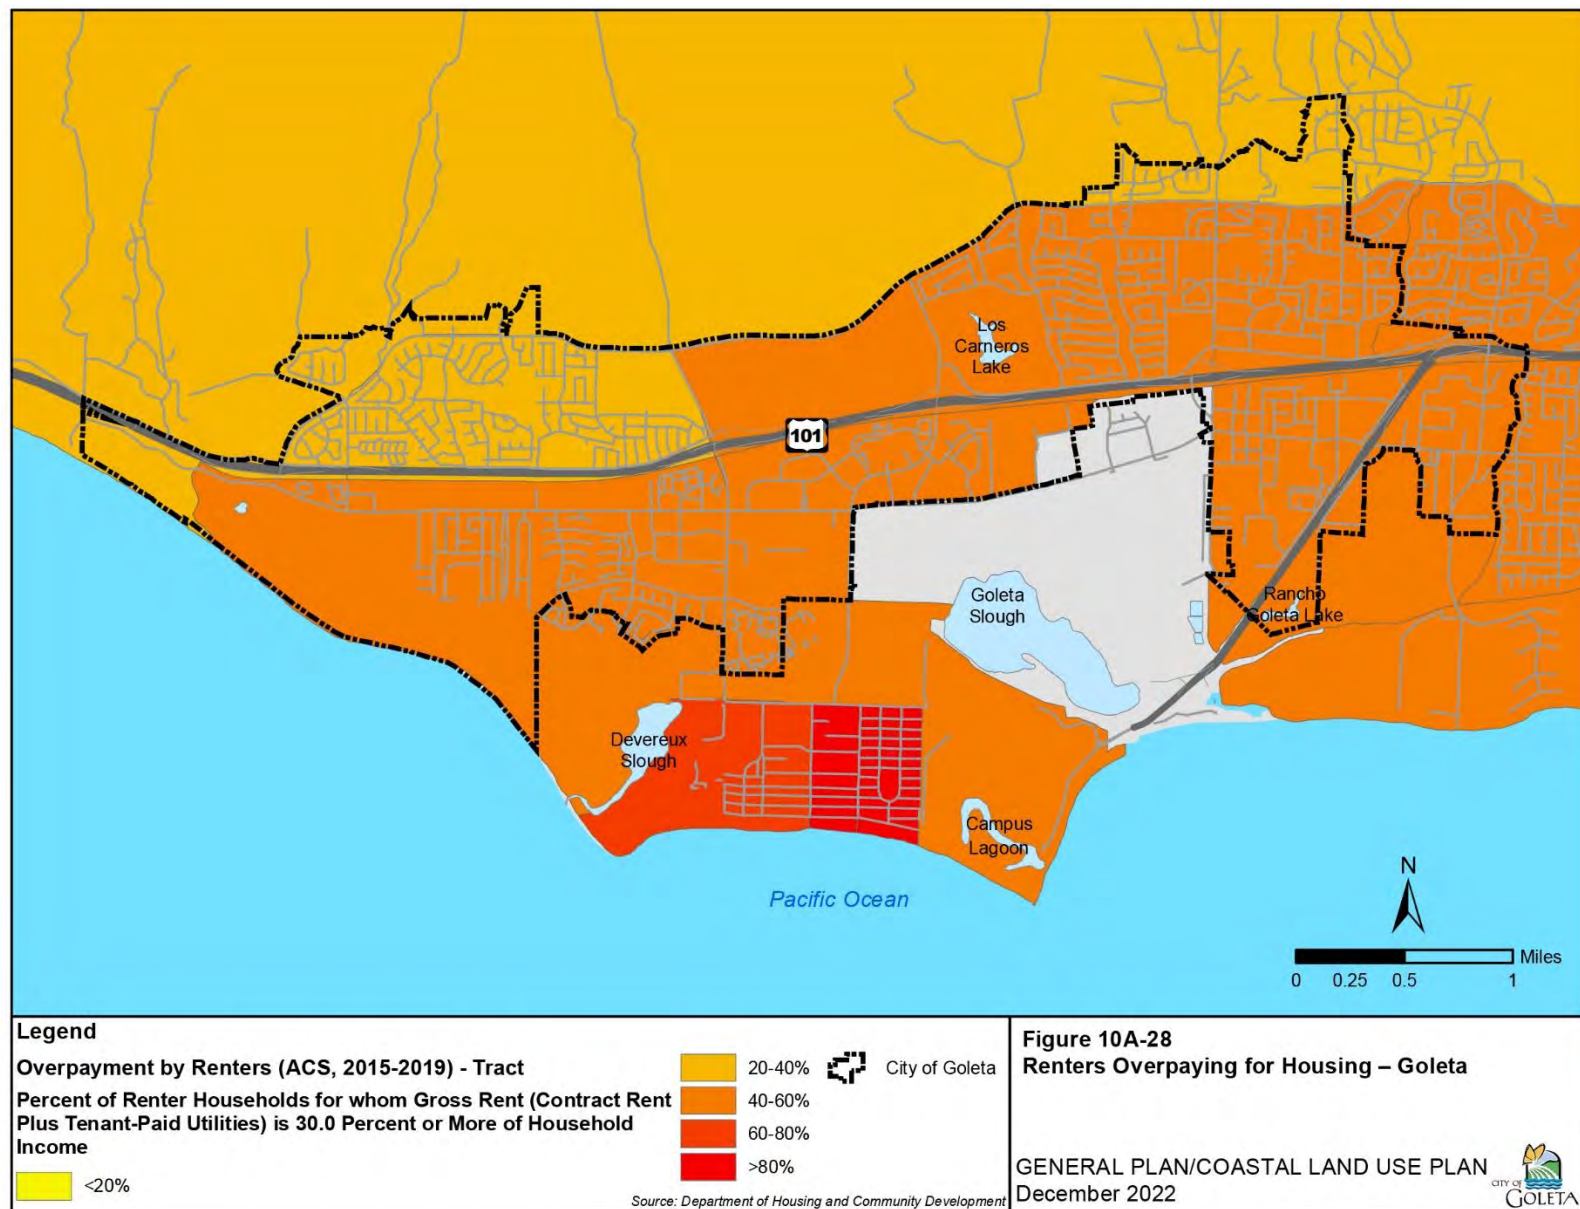 Los
Carneros
Lake
101
Goleta
Slough
Rancho
Goleta Lake
Devereux
Slough
Campus
Lagoon
Pacific Ocean
N
Miles
0 0.25 0.5 1
Legend
Overpayment by Renters (ACS, 2015-2019) - Tract
Percent of Renter Households for whom Gross Rent (Contract Rent
Plus Tenant-Paid Utilities) is 30.0 Percent or More of Household
Income
<20%
20-40%
40-60%
60-80%
>80%
City of Goleta
Source: Department of Housing and Community Development
Figure 10A-28
Renters Overpaying for Housing – Goleta
GENERAL PLAN/COASTAL LAND USE PLAN
December 2022
CITY OF
GOLETA